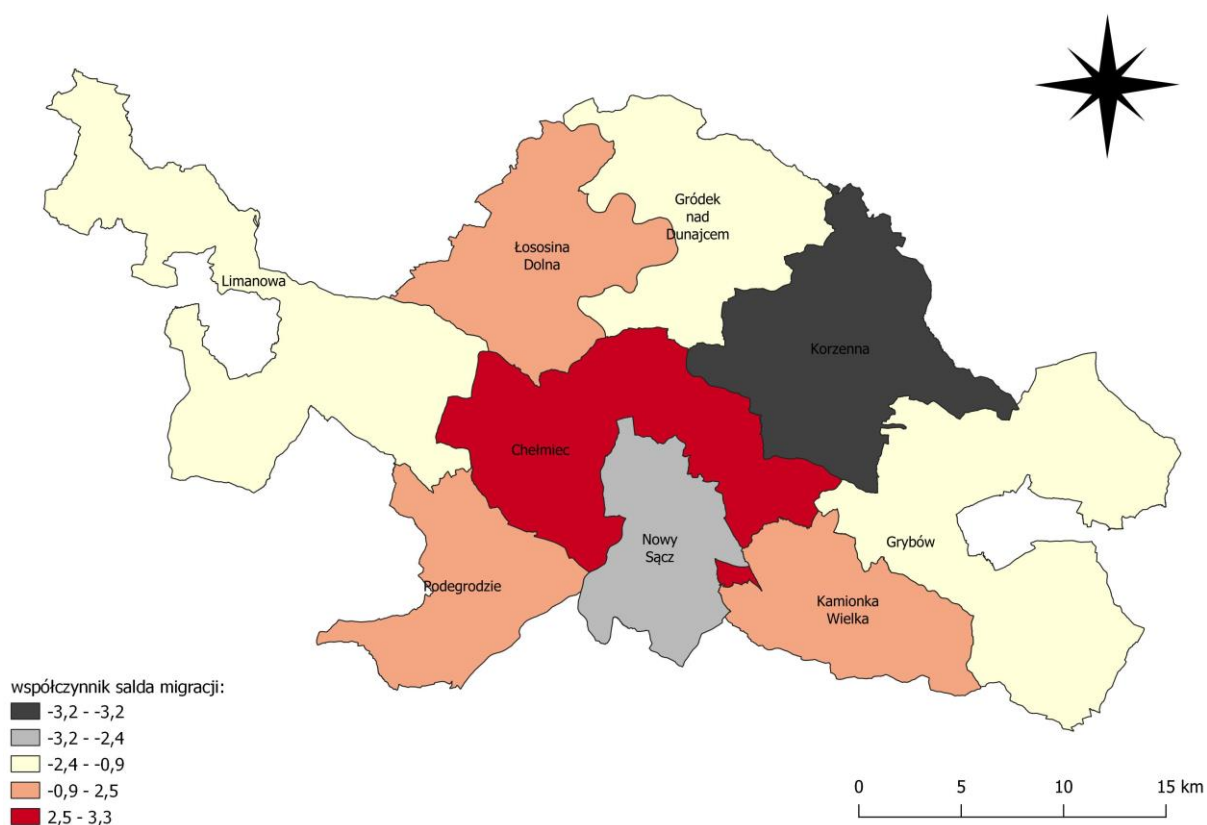 Gródek
nad
Dunajcem
Łososina
Dolna
Limanowa
Korzenna
Chełmiec
Nowy
Sącz
Grybów
Podegrodzie
Kamionka
Wielka
współczynnik salda migracji:
-3,2 - -3,2
-3,2 - -2,4
-2,4 - -0,9
-0,9 - 2,5
2,5 - 3,3
0 5 10 15 km